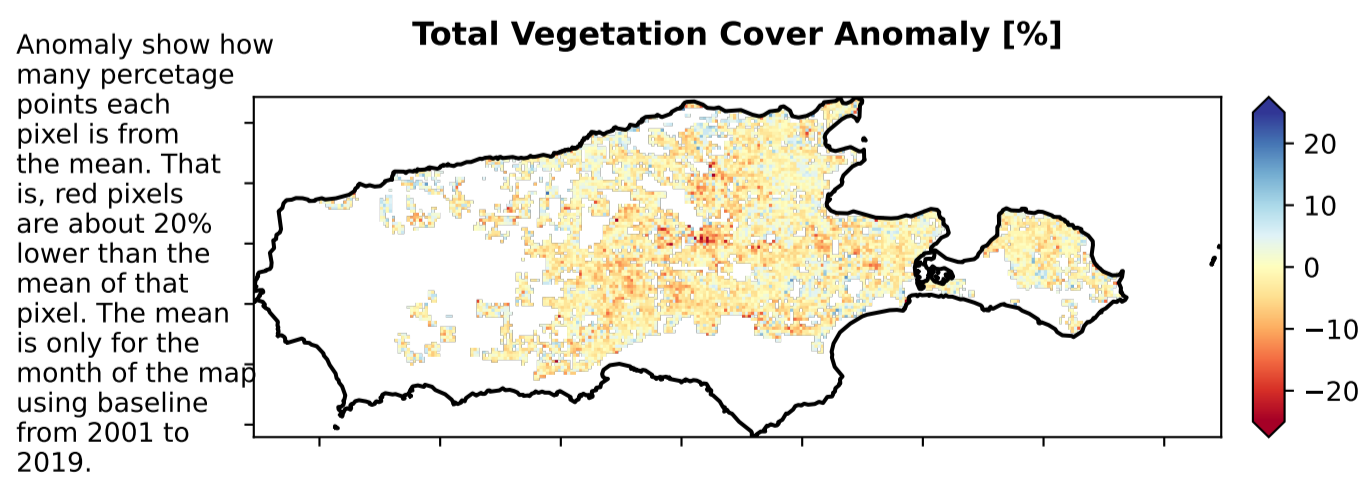 Total Vegetation Cover Anomaly [%]
Anomaly show how
many percetage
points each
pixel is from
the mean. That
is, red pixels
are about 20%
lower than the
mean of that
pixel. The mean
is only for the
month of the map
using baseline
from 2001 to
2019.
20
10
0
−10
−20